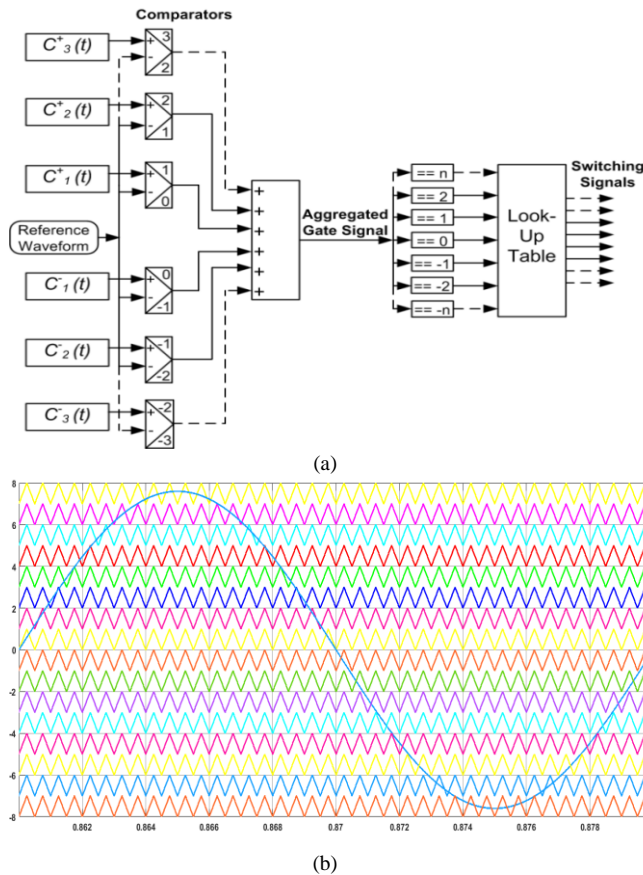 Comparators
C⁺₃(t)
+
-
3
2
C⁺₂(t)
+
-
2
1
C⁺₁(t)
+
-
1
0
Reference
Waveform
C⁻₁(t)
+
-
0
-1
C⁻₂(t)
+
-
-1
-2
C⁻₃(t)
+
-
-2
-3
+
+
+
+
+
+
Aggregated
Gate Signal
== n
== 2
== 1
== 0
== -1
== -2
== -n
Look-
Up
Table
Switching
Signals
(a)
8
6
4
2
0
-2
-4
-6
-8
0.862 0.864 0.866 0.868 0.87 0.872 0.874 0.876 0.878
(b)